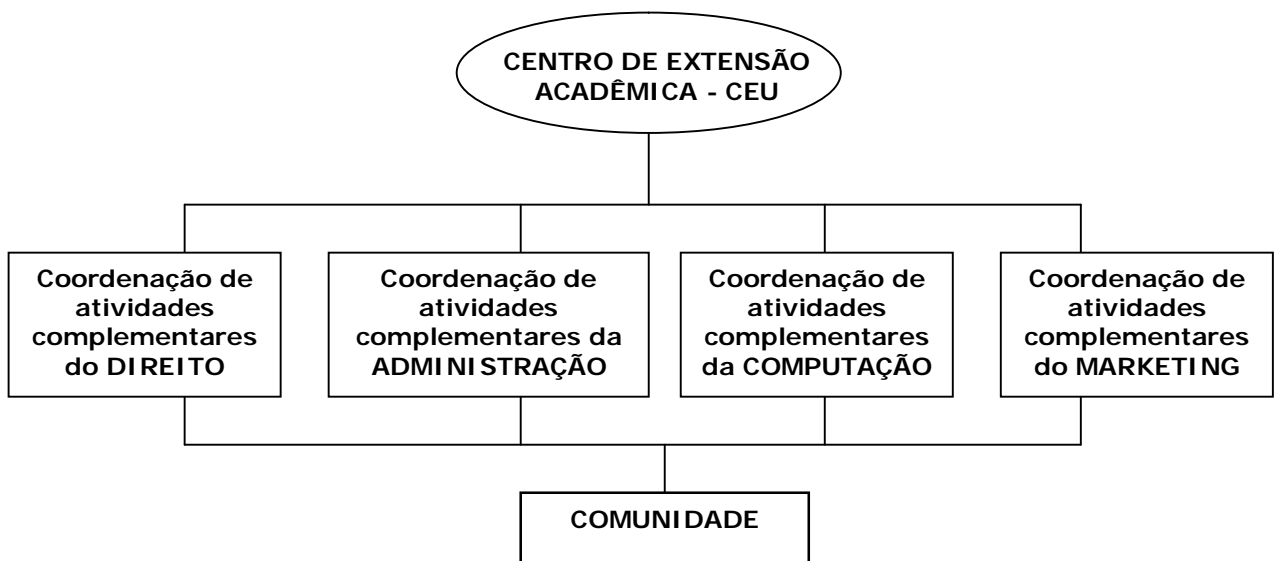 CENTRO DE EXTENSÃO
ACADÊMICA - CEU
Coordenação de
atividades
complementares
do DIREITO
Coordenação de
atividades
complementares da
ADMINISTRAÇÃO
Coordenação de
atividades
complementares
da COMPUTAÇÃO
Coordenação de
atividades
complementares
do MARKETING
COMUNIDADE